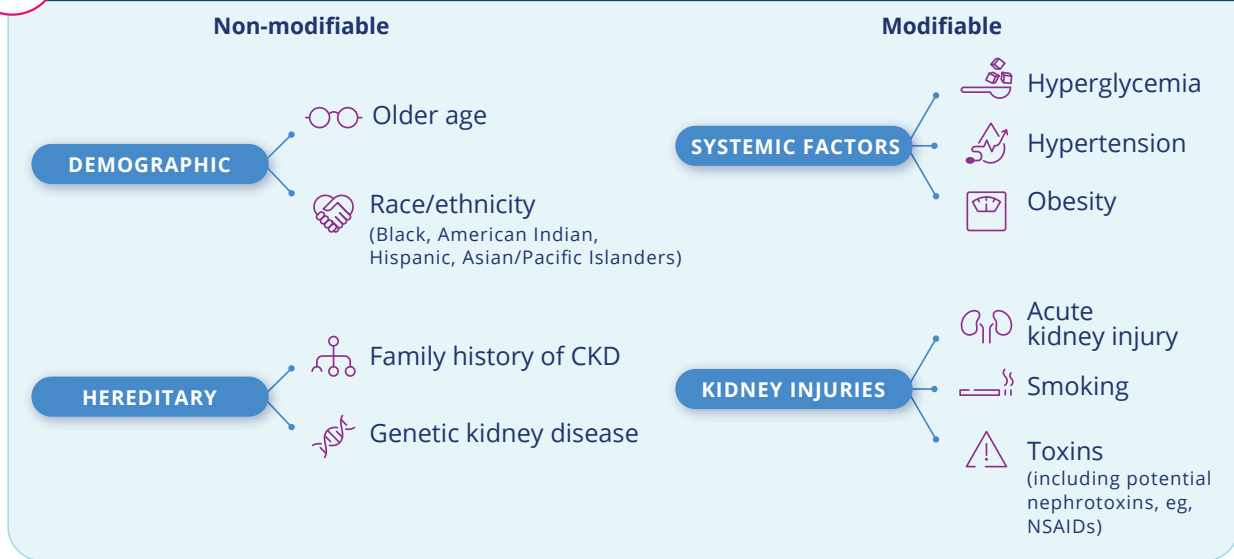 Non-modifiable
DEMOGRAPHIC
Older age
Race/ethnicity
(Black, American Indian,
Hispanic, Asian/Pacific Islanders)
HEREDITARY
Family history of CKD
Genetic kidney disease
Modifiable
SYSTEMIC FACTORS
Hyperglycemia
Hypertension
Obesity
KIDNEY INJURIES
Acute
kidney injury
Smoking
Toxins
(including potential
nephrotoxins, eg,
NSAIDs)